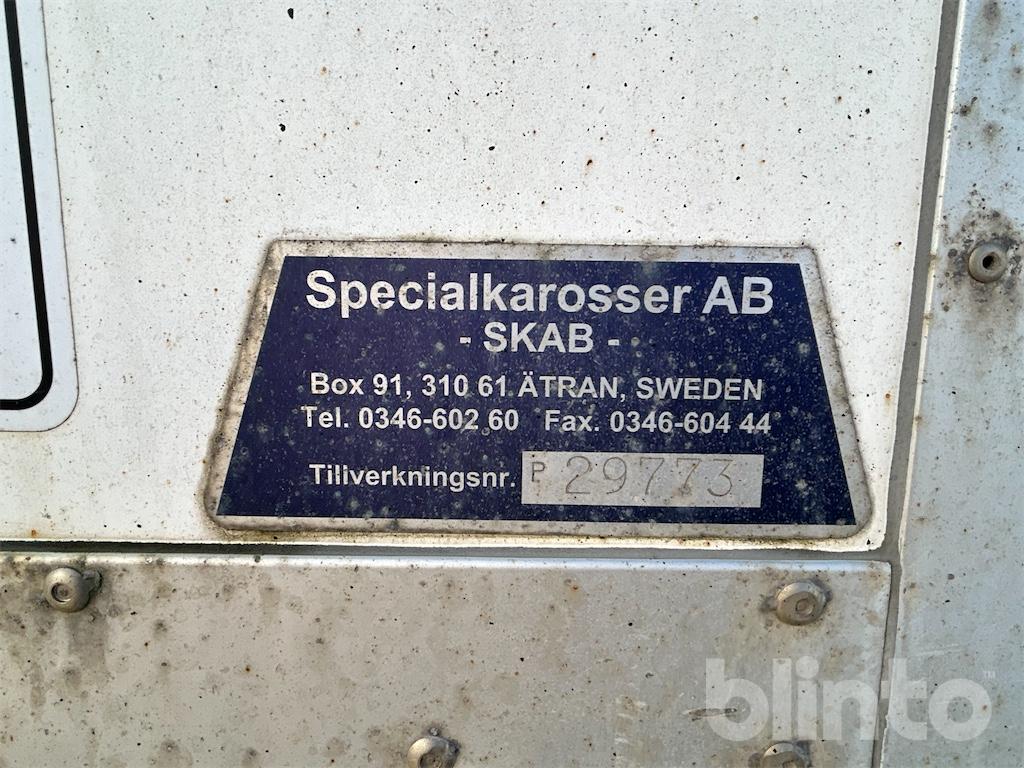 Specialkarosser AB
- SKAB -
Box 91, 310 61 ÄTRAN, SWEDEN
Tel. 0346-602 60 Fax. 0346-604 44
Tillverkningsnr. P 29773
blinto™